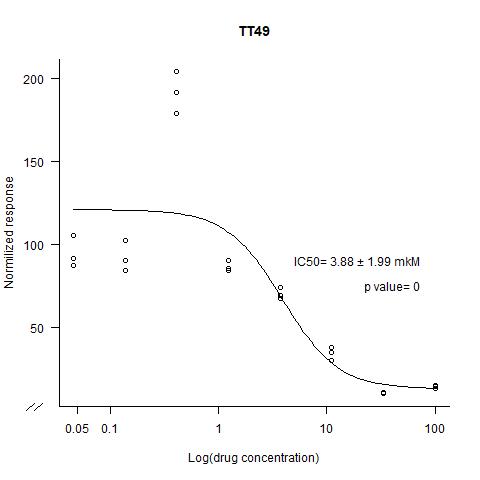 TT49
200
150
100
50
Normilized response
IC50= 3.88 ± 1.99 mkM
p value= 0
0.05 0.1 1 10 100
Log(drug concentration)